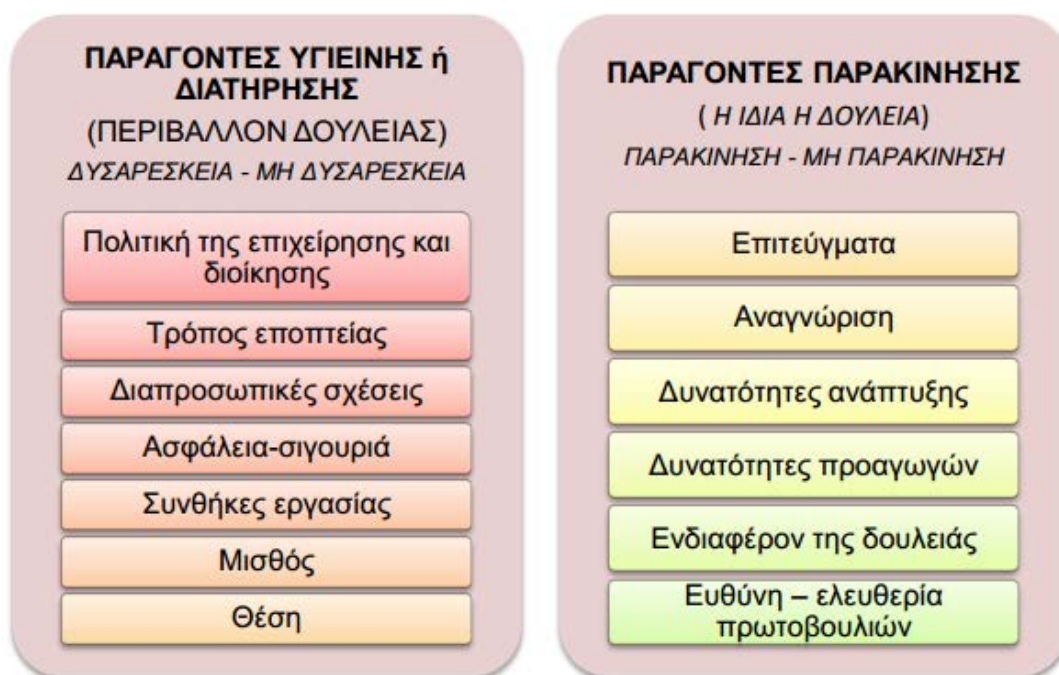 ΠΑΡΑΓΟΝΤΕΣ ΥΓΙΕΙΝΗΣ ή
ΔΙΑΤΗΡΗΣΗΣ
(ΠΕΡΙΒΑΛΛΟΝ ΔΟΥΛΕΙΑΣ)
ΔΥΣΑΡΕΣΚΕΙΑ - ΜΗ ΔΥΣΑΡΕΣΚΕΙΑ
Πολιτική της επιχείρησης και
διοίκησης
Τρόπος εποπτείας
Διαπροσωπικές σχέσεις
Ασφάλεια-σιγουριά
Συνθήκες εργασίας
Μισθός
Θέση
ΠΑΡΑΓΟΝΤΕΣ ΠΑΡΑΚΙΝΗΣΗΣ
( Η ΙΔΙΑ Η ΔΟΥΛΕΙΑ)
ΠΑΡΑΚΙΝΗΣΗ - ΜΗ ΠΑΡΑΚΙΝΗΣΗ
Επιτεύγματα
Αναγνώριση
Δυνατότητες ανάπτυξης
Δυνατότητες προαγωγών
Ενδιαφέρον της δουλειάς
Ευθύνη – ελευθερία
πρωτοβουλιών